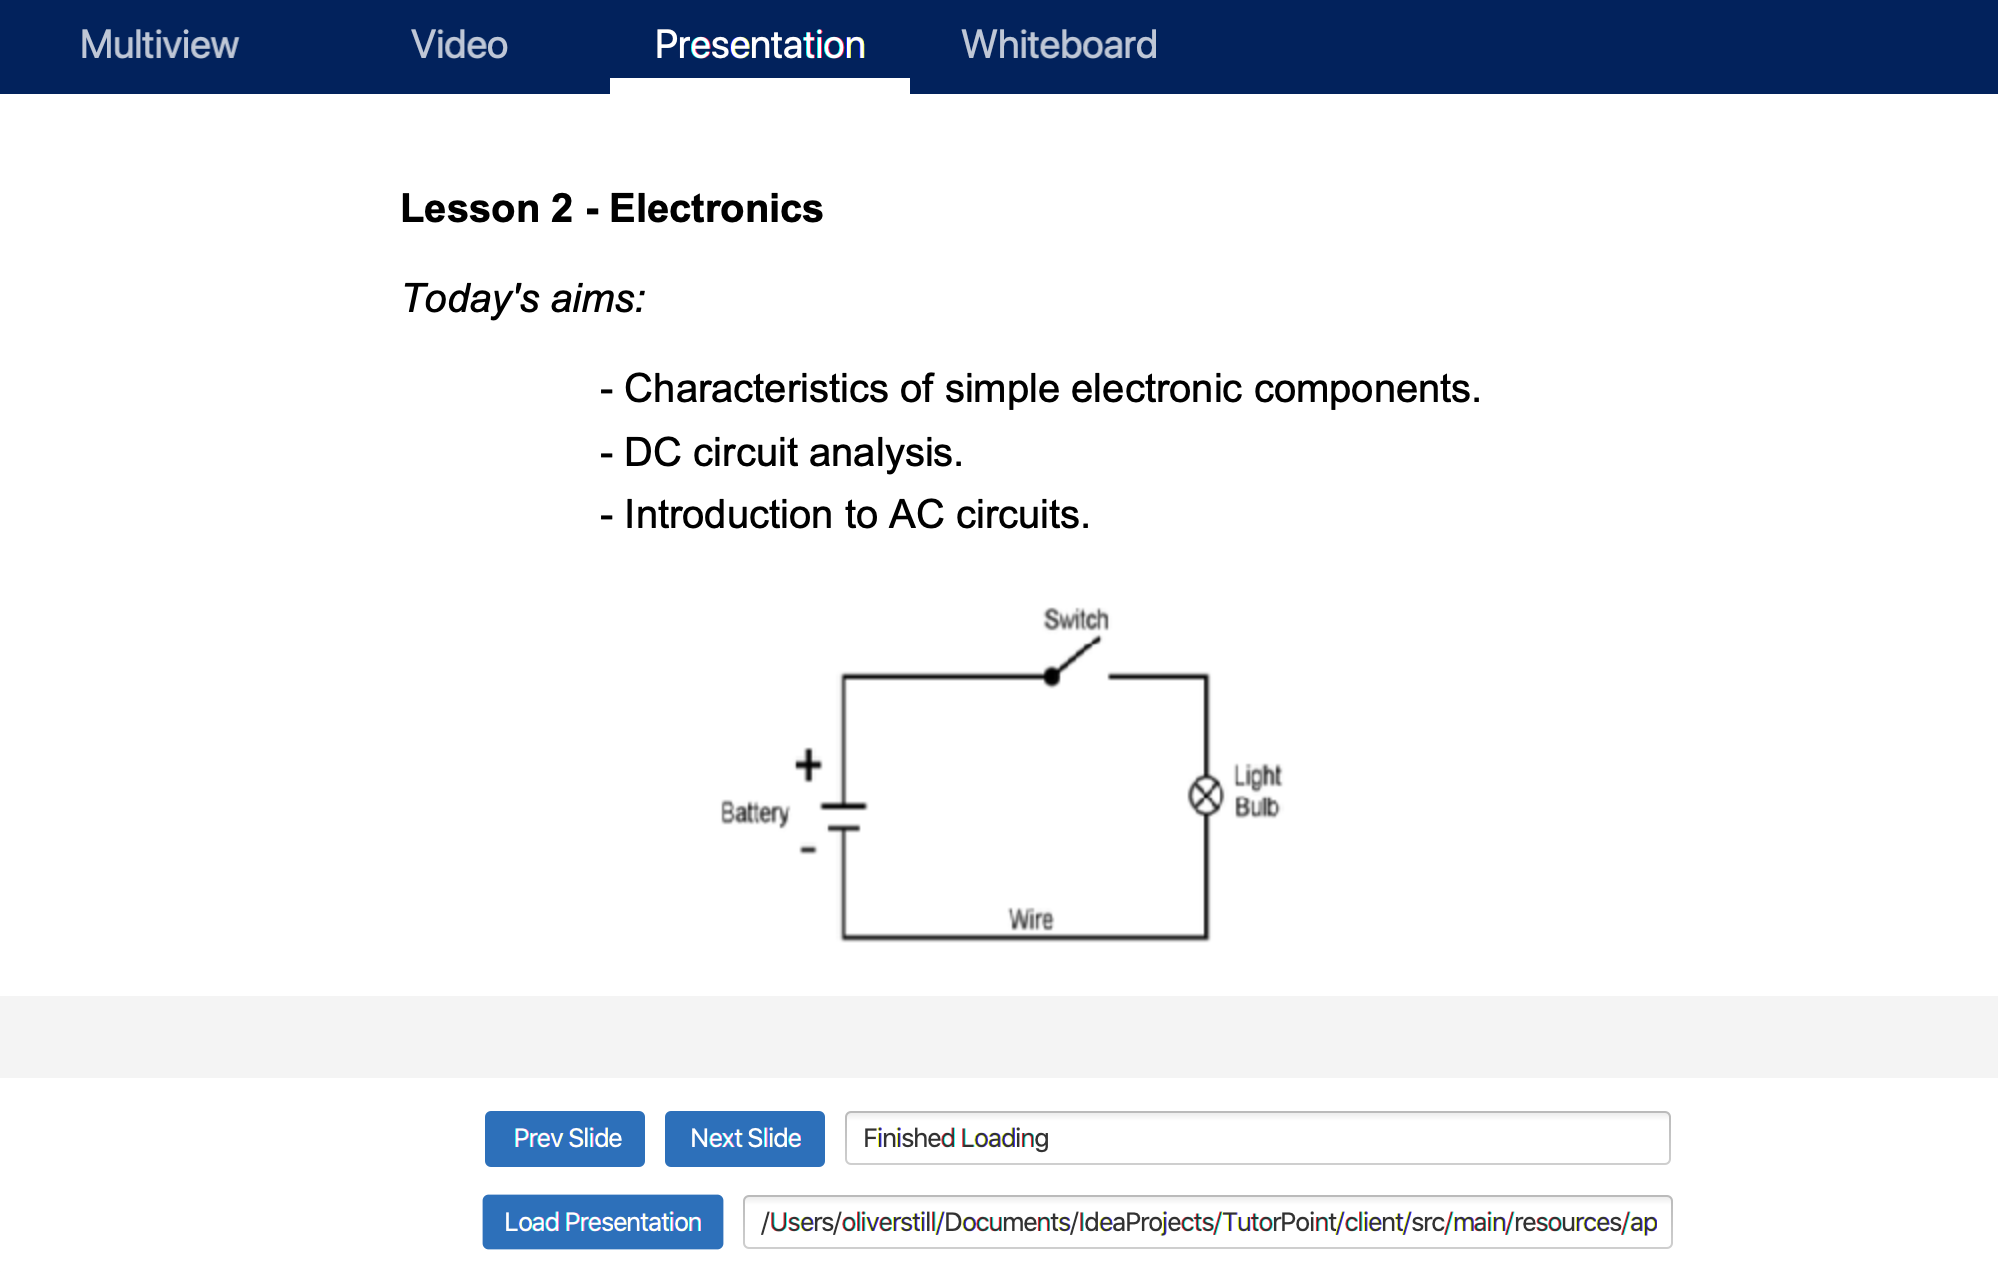 Multiview Video Presentation Whiteboard
Lesson 2 - Electronics
Today's aims:
- Characteristics of simple electronic components.
- DC circuit analysis.
- Introduction to AC circuits.
Switch
+
Battery
-
Light
Bulb
Wire
Prev Slide Next Slide Finished Loading
Load Presentation /Users/oliverstill/Documents/IdeaProjects/TutorPoint/client/src/main/resources/ap